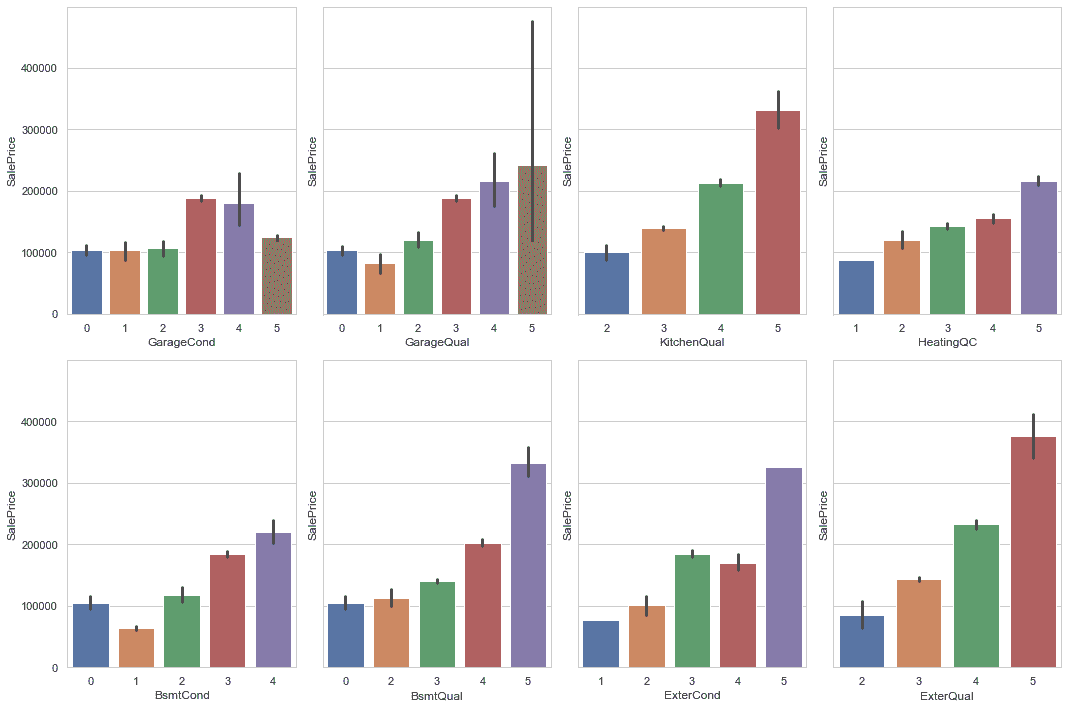 SalePrice
400000
300000
200000
100000
0
0 1 2 3 4 5
GarageCond
SalePrice
0 1 2 3 4 5
GarageQual
SalePrice
2 3 4 5
KitchenQual
SalePrice
1 2 3 4 5
HeatingQC
SalePrice
400000
300000
200000
100000
0
0 1 2 3 4
BsmtCond
SalePrice
0 2 3 4 5
BsmtQual
SalePrice
1 2 3 4 5
ExterCond
SalePrice
2 3 4 5
ExterQual